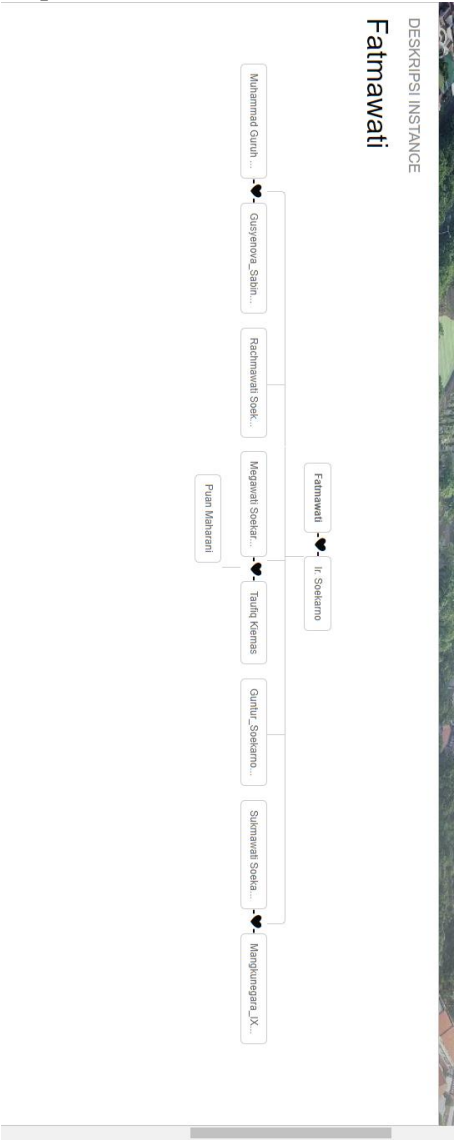 DESKRIPSI INSTANCE
Fatmawati
Fatmawati
Ir. Soekarno
Muhammad Guruh ...
Gusyenova_Sabin...
Rachmawati Soek...
Megawati Soekar...
Taufiq Kiemas
Guntur_Soekarno...
Sukmawati Soeka...
Mangkunegara_IX...
Puan Maharani